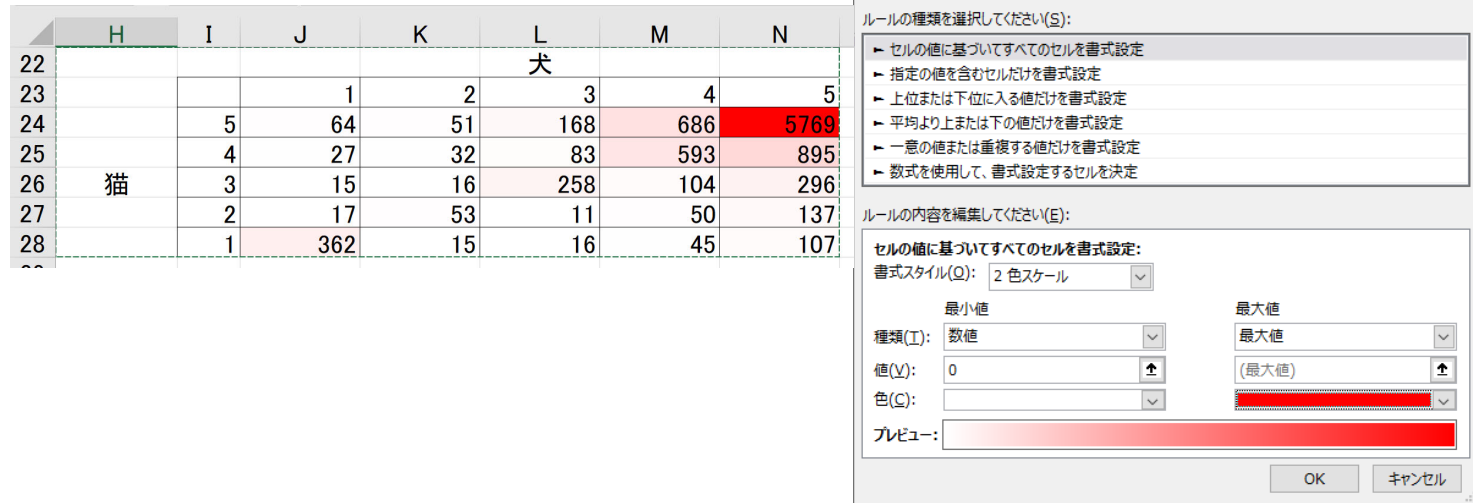 H I J K L M N
22 犬
23 1 2 3 4 5
24 5 64 51 168 686 5769
25 4 27 32 83 593 895
26 猫 3 15 16 258 104 296
27 2 17 53 11 50 137
28 1 362 15 16 45 107
ルールの種類を選択してください(S):
► セルの値に基づいてすべてのセルを書式設定
► 指定の値を含むセルだけを書式設定
► 上位または下位に入る値だけを書式設定
► 平均より上または下の値だけを書式設定
► 一意の値または重複する値だけを書式設定
► 数式を使用して、書式設定するセルを決定
ルールの内容を編集してください(E):
セルの値に基づいてすべてのセルを書式設定:
書式スタイル(O): 2 色スケール
最小値 最大値
種類(T): 数値 最大値
値(V): 0 (最大値)
色(C):
プレビュー:
OK キャンセル